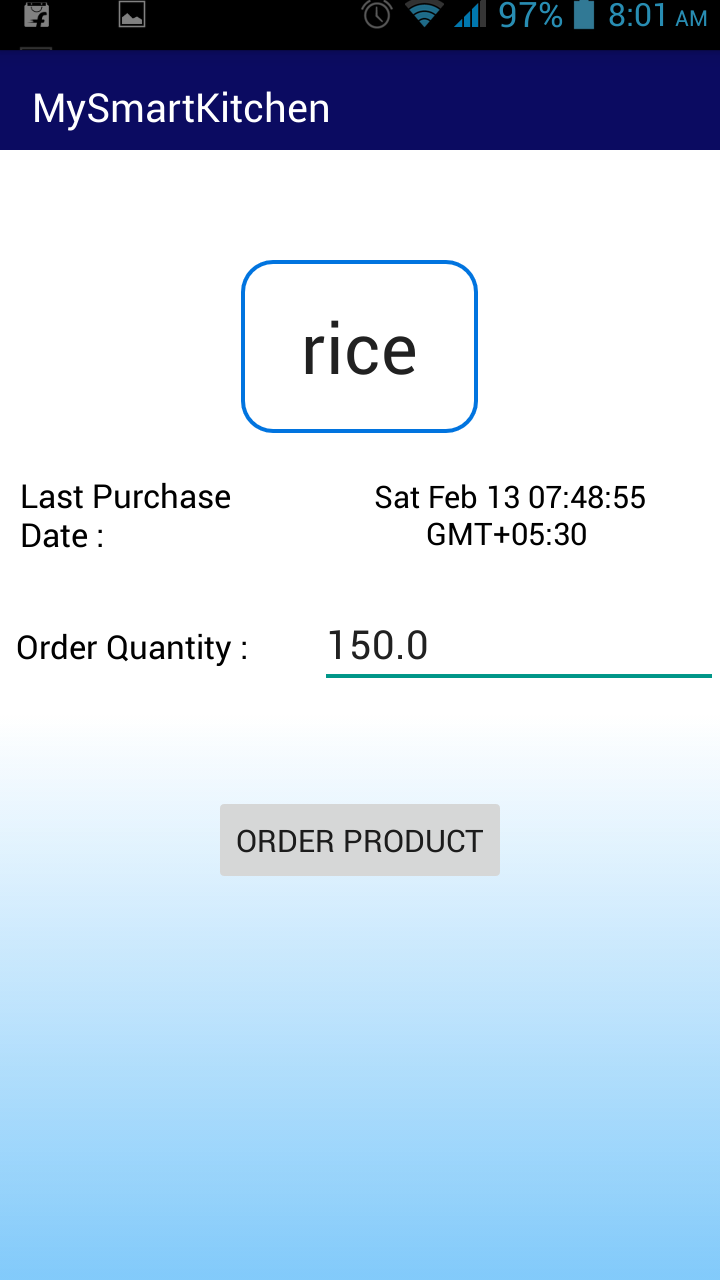 97% 8:01 AM
MySmartKitchen
rice
Last Purchase
Date :
Sat Feb 13 07:48:55
GMT+05:30
Order Quantity :
150.0
ORDER PRODUCT